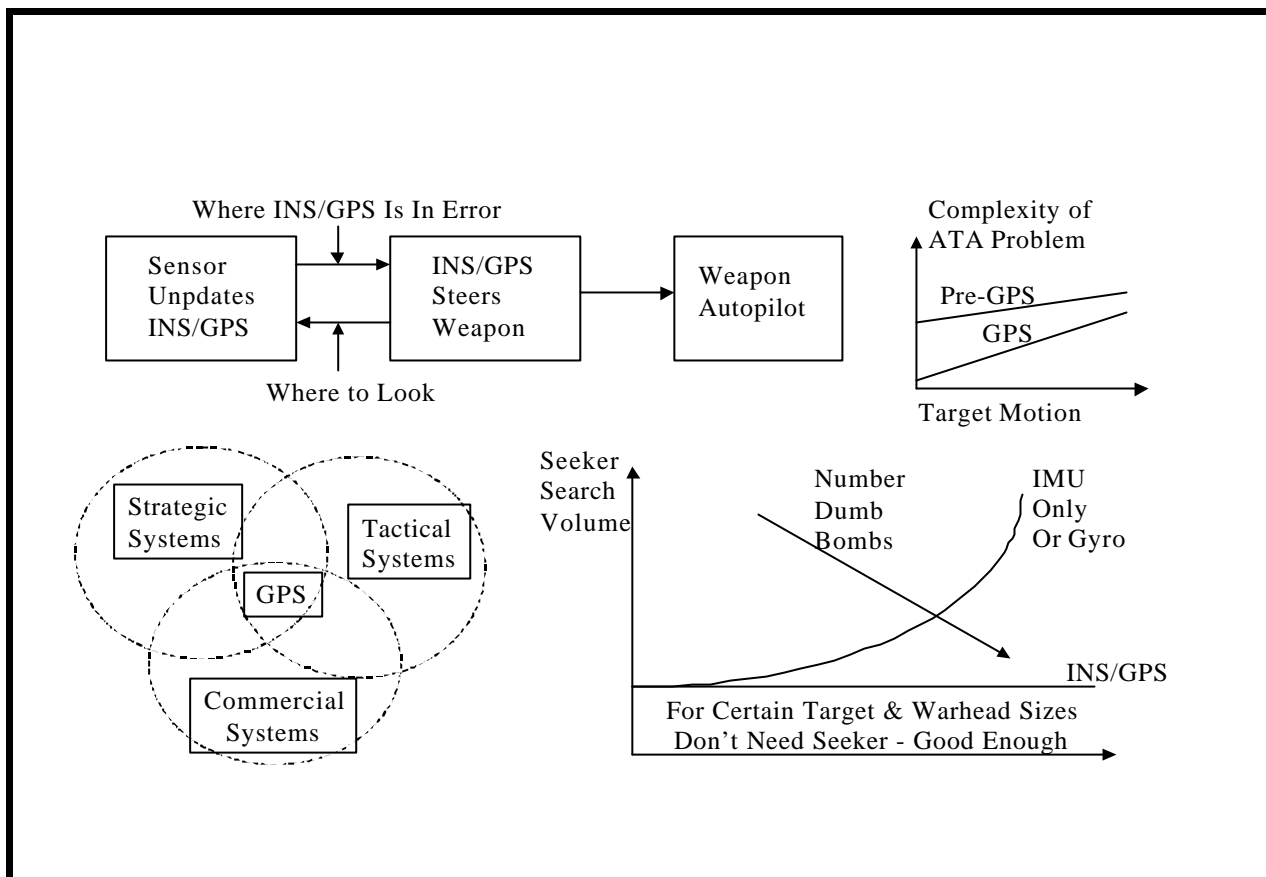 Where INS/GPS Is In Error
Sensor
Unpdates
INS/GPS
INS/GPS
Steers
Weapon
Weapon
Autopilot
Where to Look
Complexity of
ATA Problem
Pre-GPS
GPS
Target Motion
Strategic
Systems
Tactical
Systems
GPS
Commercial
Systems
Seeker
Search
Volume
Number
Dumb
Bombs
IMU
Only
Or Gyro
INS/GPS
For Certain Target & Warhead Sizes
Don't Need Seeker - Good Enough